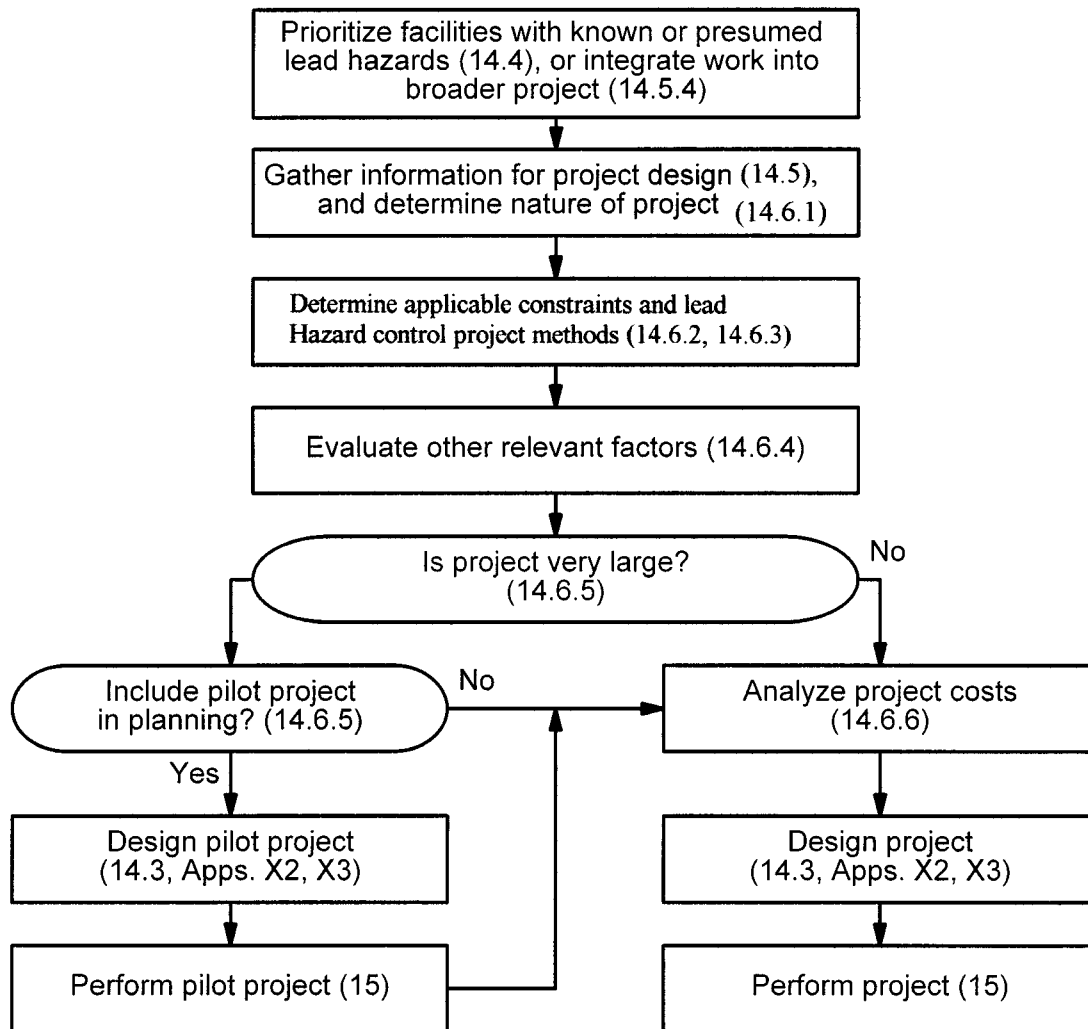 Prioritize facilities with known or presumed
lead hazards (14.4), or integrate work into
broader project (14.5.4)
Gather information for project design (14.5),
and determine nature of project (14.6.1)
Determine applicable constraints and lead
Hazard control project methods (14.6.2, 14.6.3)
Evaluate other relevant factors (14.6.4)
Is project very large?
(14.6.5)
No
Include pilot project
in planning? (14.6.5)
No
Yes
Analyze project costs
(14.6.6)
Design pilot project
(14.3, Apps. X2, X3)
Design project
(14.3, Apps. X2, X3)
Perform pilot project (15)
Perform project (15)